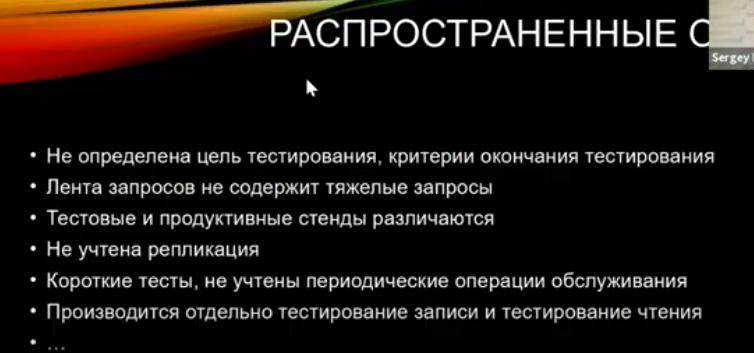 РАСПРОСТРАНЕННЫЕ
Sergey
• Не определена цель тестирования, критерии окончания тестирования
• Лента запросов не содержит тяжелые запросы
• Тестовые и продуктивные стенды различаются
• Не учтена репликация
• Короткие тесты, не учтены периодические операции обслуживания
• Производится отдельно тестирование записи и тестирование чтения
• ...